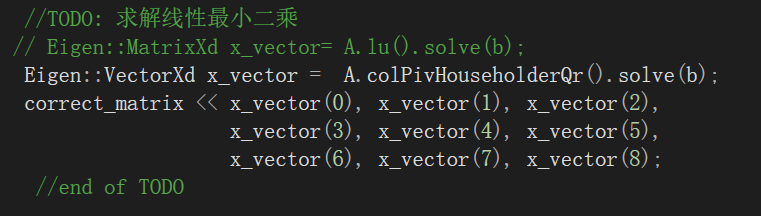 //TODO: 求解线性最小二乘
// Eigen::MatrixXd x_vector= A.lu().solve(b);
Eigen::VectorXd x_vector =  A.colPivHouseholderQr().solve(b);
correct_matrix << x_vector(0), x_vector(1), x_vector(2),
x_vector(3), x_vector(4), x_vector(5),
x_vector(6), x_vector(7), x_vector(8);
//end of TODO